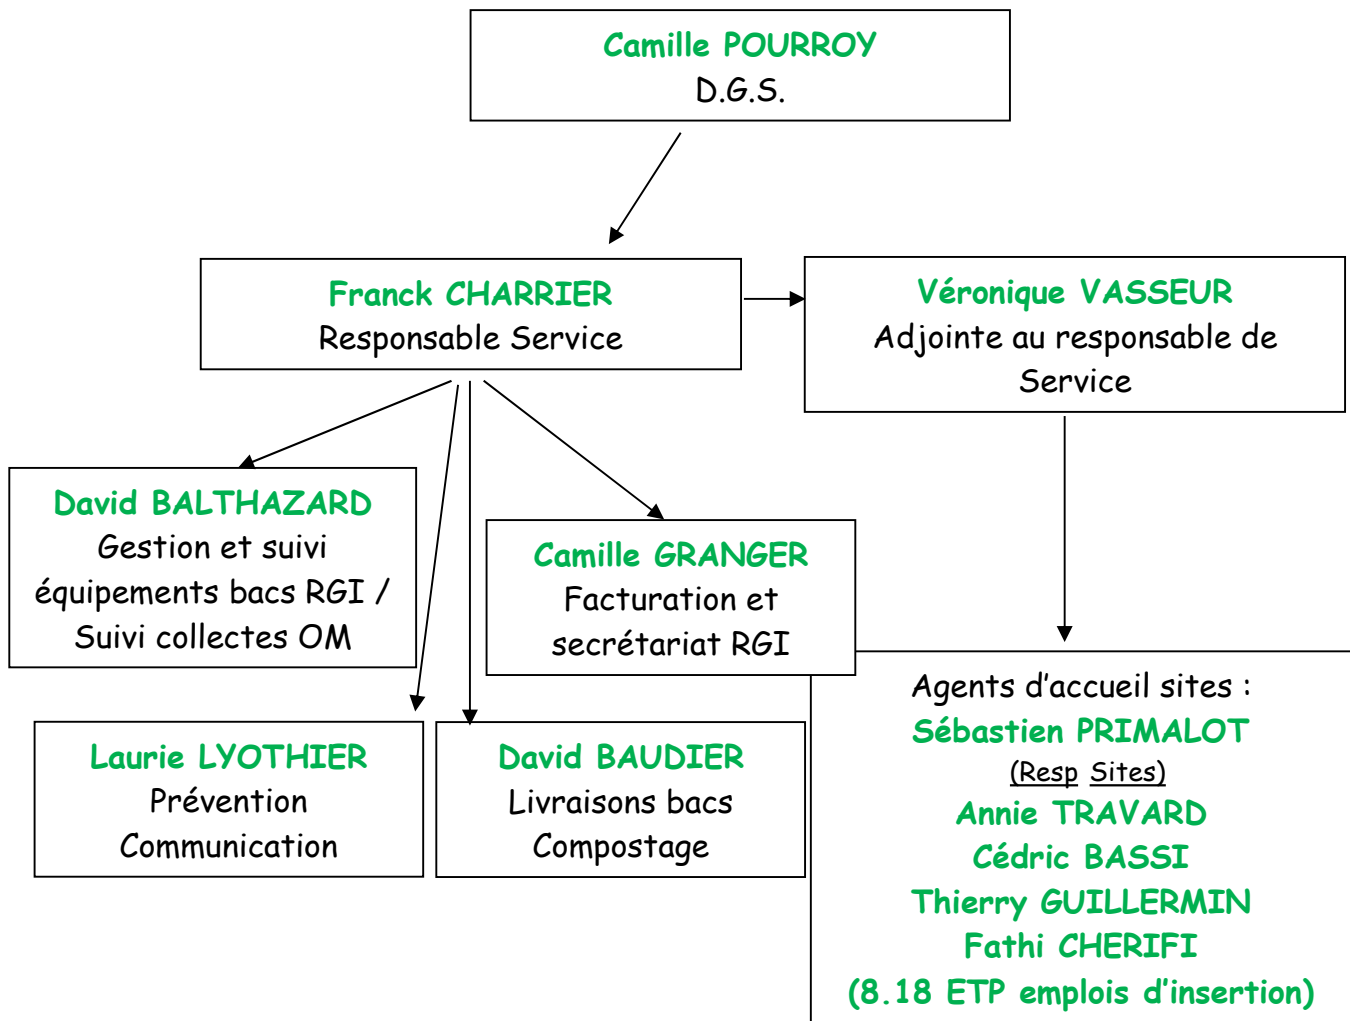 Camille POURROY
D.G.S.
Franck CHARRIER
Responsable Service
Véronique VASSEUR
Adjointe au responsable de
Service
David BALTHAZARD
Gestion et suivi
équipements bacs RGI /
Suivi collectes OM
Camille GRANGER
Facturation et
secrétariat RGI
Laurie LYOTHIER
Prévention
Communication
David BAUDIER
Livraisons bacs
Compostage
Agents d'accueil sites :
Sébastien PRIMALOT
(Resp Sites)
Annie TRAVARD
Cédric BASSI
Thierry GUILLERMIN
Fathi CHERIFI
(8.18 ETP emplois d'insertion)